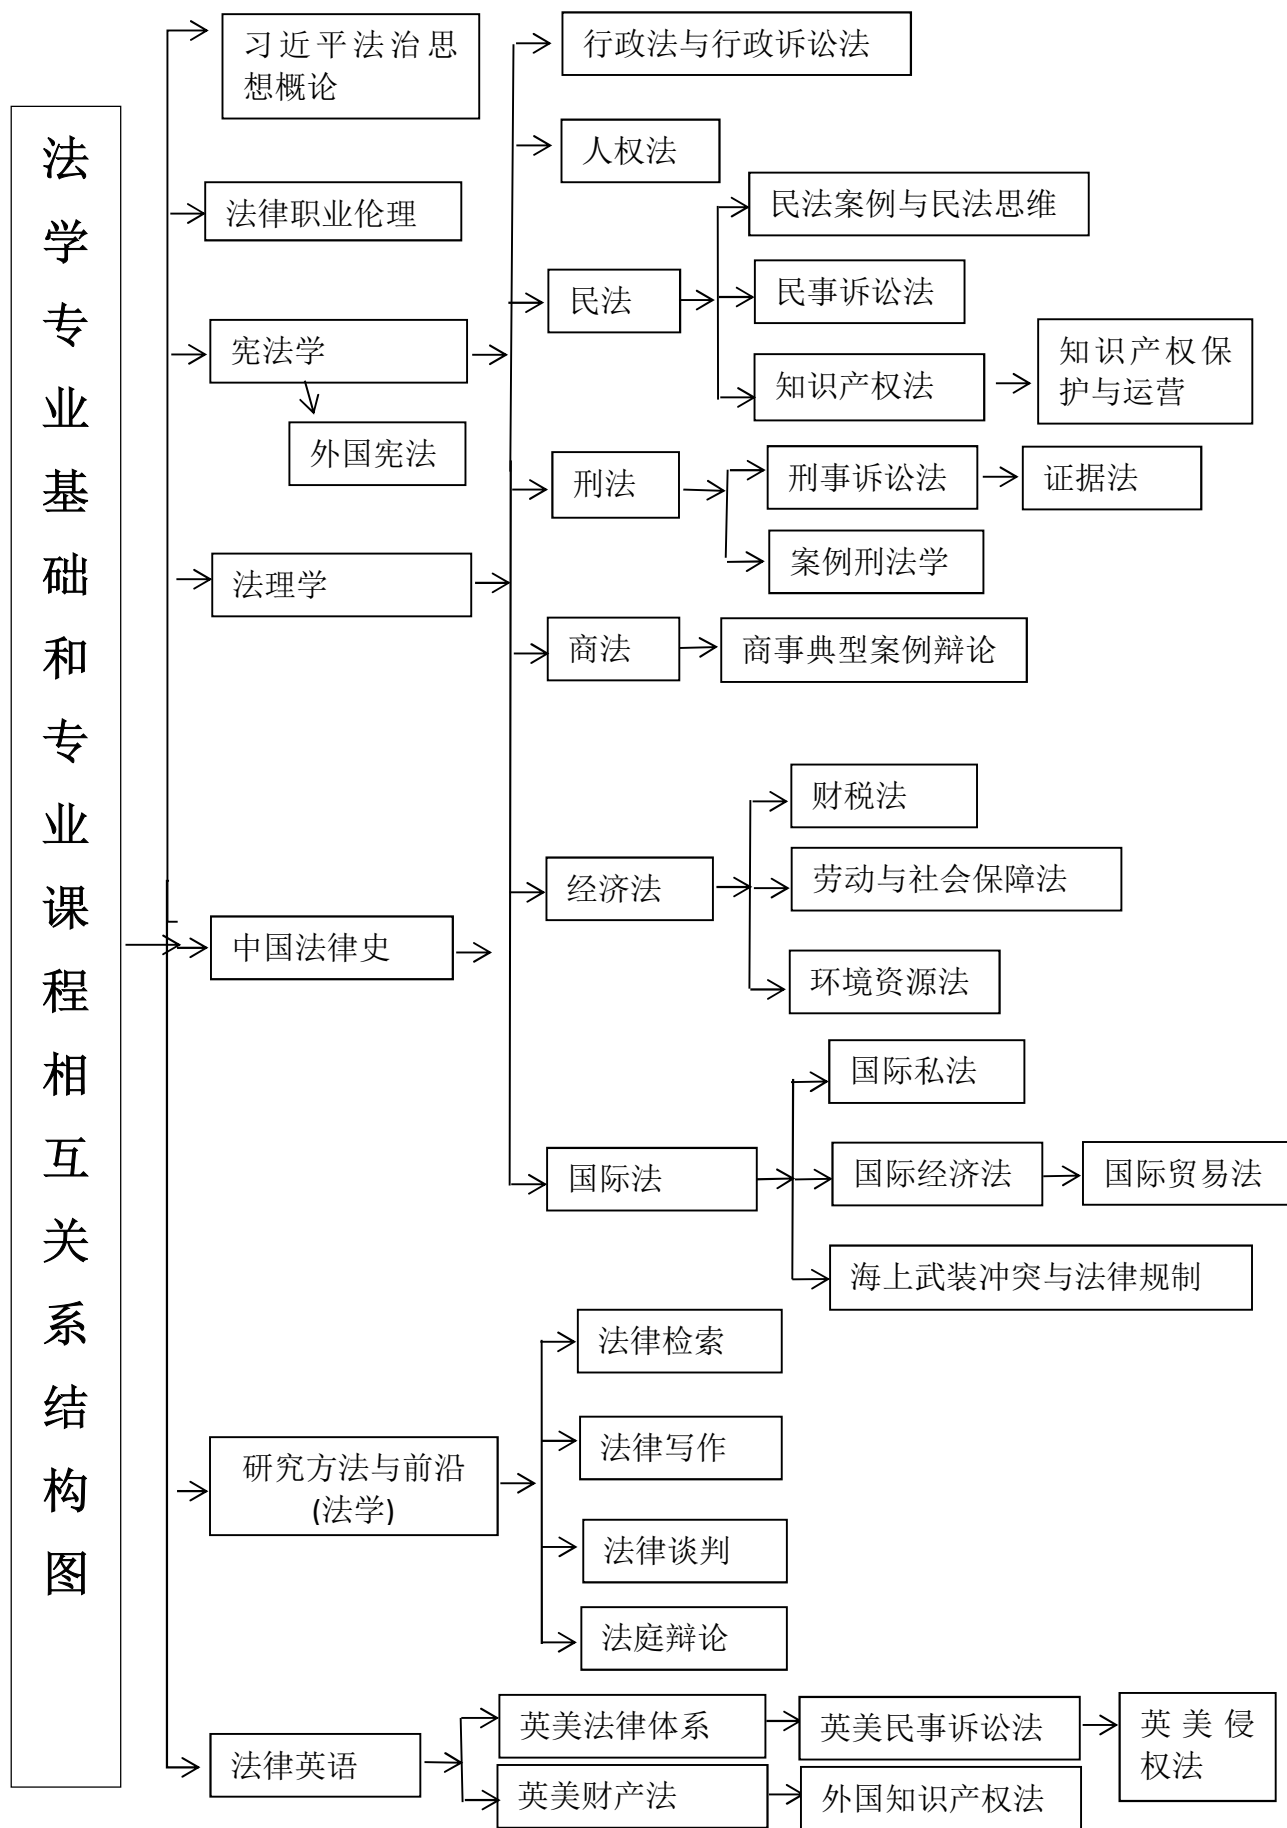 法学专业基础和专业课程相互关系结构图
习近平法治思
想概论
法律职业伦理
宪法学
外国宪法
法理学
中国法律史
研究方法与前沿
(法学)
法律英语
行政法与行政诉讼法
人权法
民法
民法案例与民法思维
民事诉讼法
知识产权法
知识产权保
护与运营
刑法
刑事诉讼法
证据法
案例刑法学
商法
商事典型案例辩论
经济法
财税法
劳动与社会保障法
环境资源法
国际法
国际私法
国际经济法
国际贸易法
海上武装冲突与法律规制
法律检索
法律写作
法律谈判
法庭辩论
英美法律体系
英美民事诉讼法
英美侵
权法
英美财产法
外国知识产权法